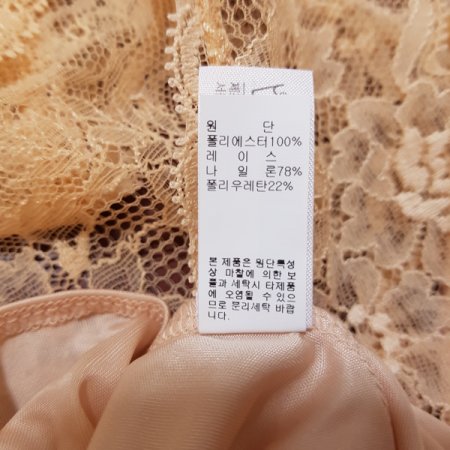 원 단
폴리에스터100%
레 이 스
나 일 론78%
폴리우레탄22%
본 제품은 원단특성
상 마찰에 의한 보
풀과 세탁시 타제품
에 오염될 수 있으
므로 분리세탁 바랍
니다.